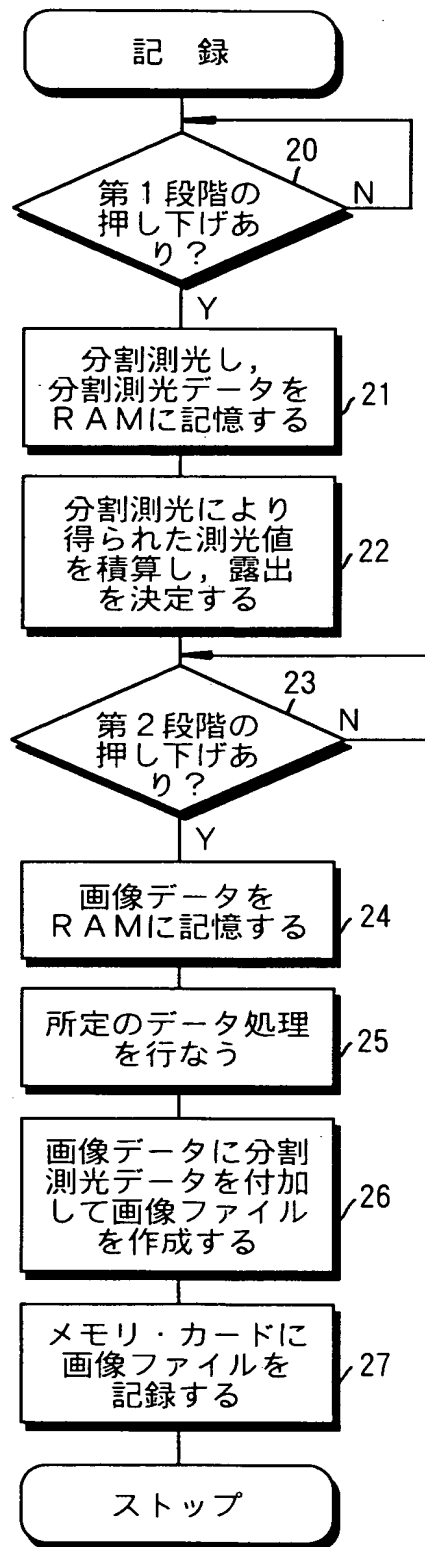 記　録
20
第１段階の
押し下げあ
り？
N
Y
分割測光し，
分割測光データを
ＲＡＭに記憶する
21
分割測光により
得られた測光値
を積算し，露出
を決定する
22
23
第２段階の
押し下げあ
り？
N
Y
画像データを
ＲＡＭに記憶する
24
所定のデータ処理
を行なう
25
画像データに分割
測光データを付加
して画像ファイル
を作成する
26
メモリ・カードに
画像ファイルを
記録する
27
ストップ